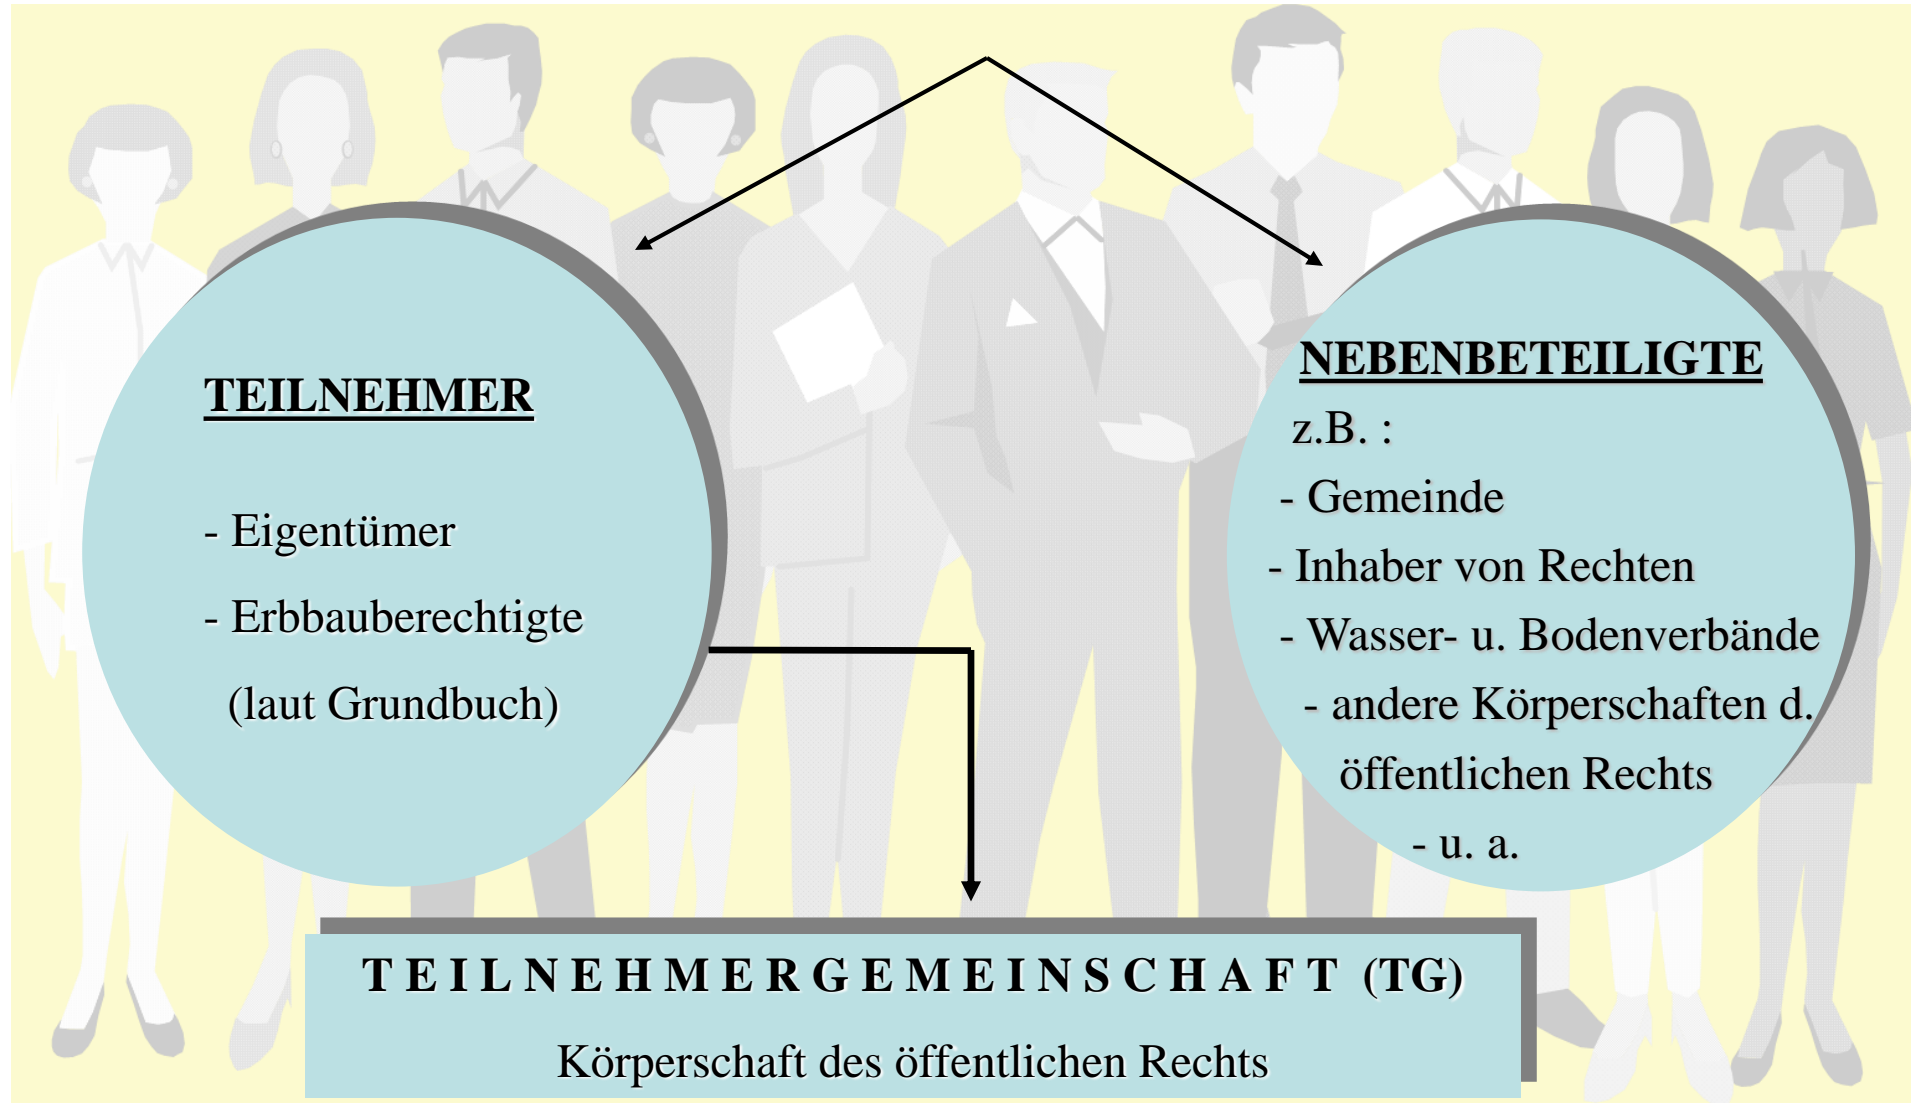 TEILNEHMER
- Eigentümer
- Erbbauberechtigte
(laut Grundbuch)
NEBENBETEILIGTE
z.B. :
- Gemeinde
- Inhaber von Rechten
- Wasser- u. Bodenverbände
- andere Körperschaften d.
öffentlichen Rechts
- u. a.
T E I L N E H M E R G E M E I N S C H A F T (TG)
Körperschaft des öffentlichen Rechts